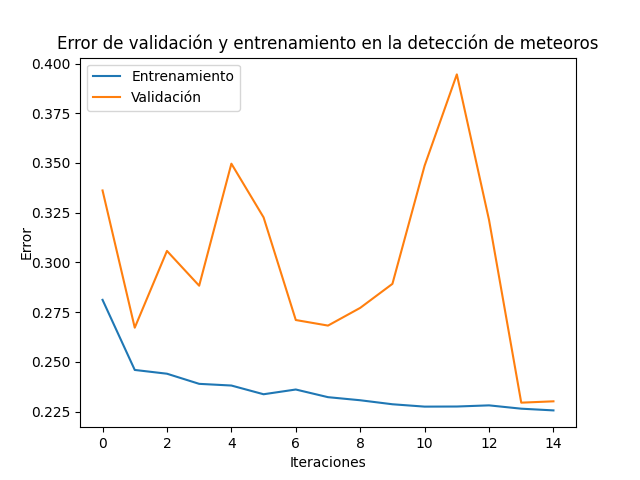 Error de validación y entrenamiento en la detección de meteoros
Entrenamiento
Validación
0.400
0.375
0.350
0.325
0.300
0.275
0.250
0.225
Error
0 2 4 6 8 10 12 14
Iteraciones